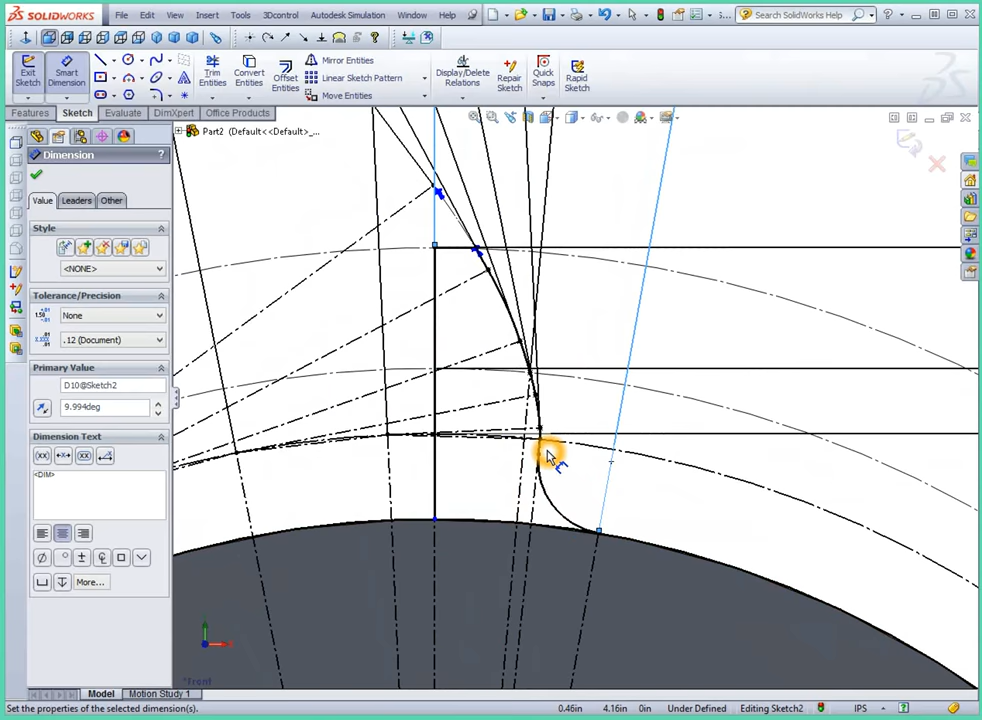 SOLIDWORKS File Edit View Insert Tools 3Dcontrol Autodesk Simulation Window Help S... Search SolidWorks Help ?
Exit Sketch Smart Dimension Trim Entities Convert Entities Offset Entities Mirror Entities Linear Sketch Pattern Move Entities Display/Delete Relations Repair Sketch Quick Snaps Rapid Sketch
Features Sketch Evaluate DimXpert Office Products
Part2 (Default<<Default>_...
Dimension ?
Value Leaders Other
Style
<NONE>
Tolerance/Precision
None
.12 (Document)
Primary Value
D10@Sketch2
9.994deg
Dimension Text
(xx)
<DIM>
More...
*Front
Model Motion Study 1
Set the properties of the selected dimension(s). 0.46in 4.16in 0in Under Defined Editing Sketch2 IPS ?